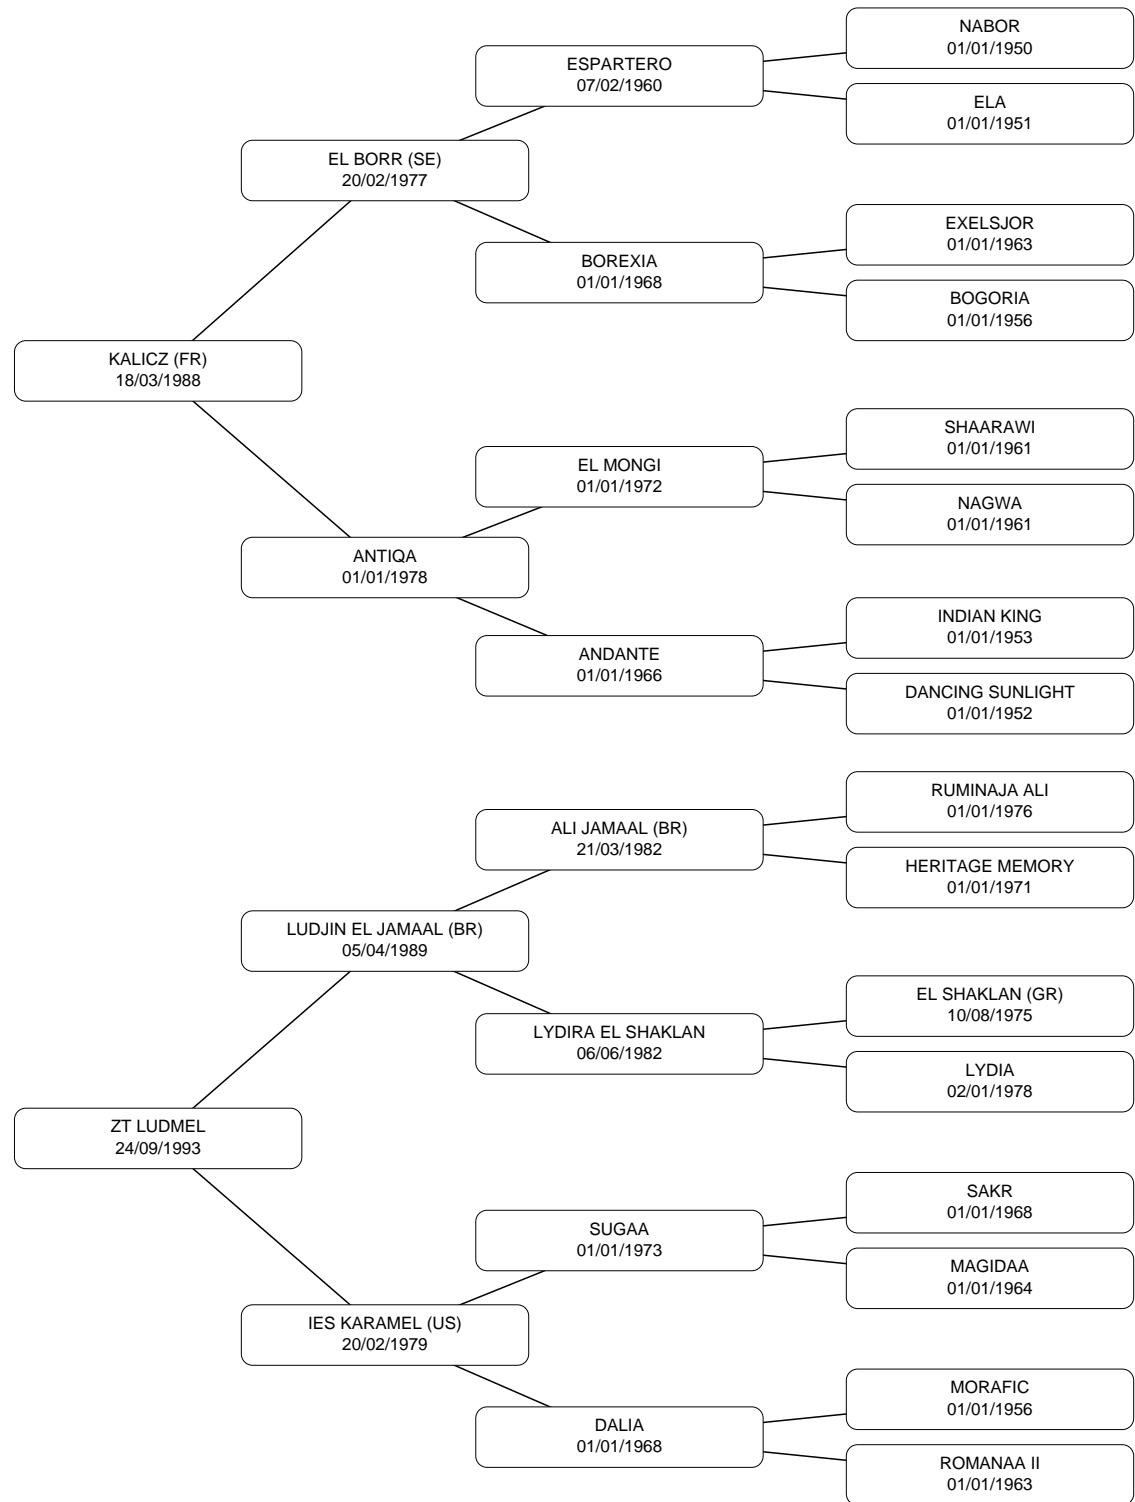 NABOR
01/01/1950
ESPARTERO
07/02/1960
ELA
01/01/1951
EL BORR (SE)
20/02/1977
EXELSJOR
01/01/1963
BOREXIA
01/01/1968
BOGORIA
01/01/1956
KALICZ (FR)
18/03/1988
SHAARAWI
01/01/1961
EL MONGI
01/01/1972
NAGWA
01/01/1961
ANTIQA
01/01/1978
INDIAN KING
01/01/1953
ANDANTE
01/01/1966
DANCING SUNLIGHT
01/01/1952
RUMINAJA ALI
01/01/1976
ALI JAMAAL (BR)
21/03/1982
HERITAGE MEMORY
01/01/1971
LUDJIN EL JAMAAL (BR)
05/04/1989
EL SHAKLAN (GR)
10/08/1975
LYDIRA EL SHAKLAN
06/06/1982
LYDIA
02/01/1978
ZT LUDMEL
24/09/1993
SAKR
01/01/1968
SUGAA
01/01/1973
MAGIDAA
01/01/1964
IES KARAMEL (US)
20/02/1979
MORAFIC
01/01/1956
DALIA
01/01/1968
ROMANAA II
01/01/1963